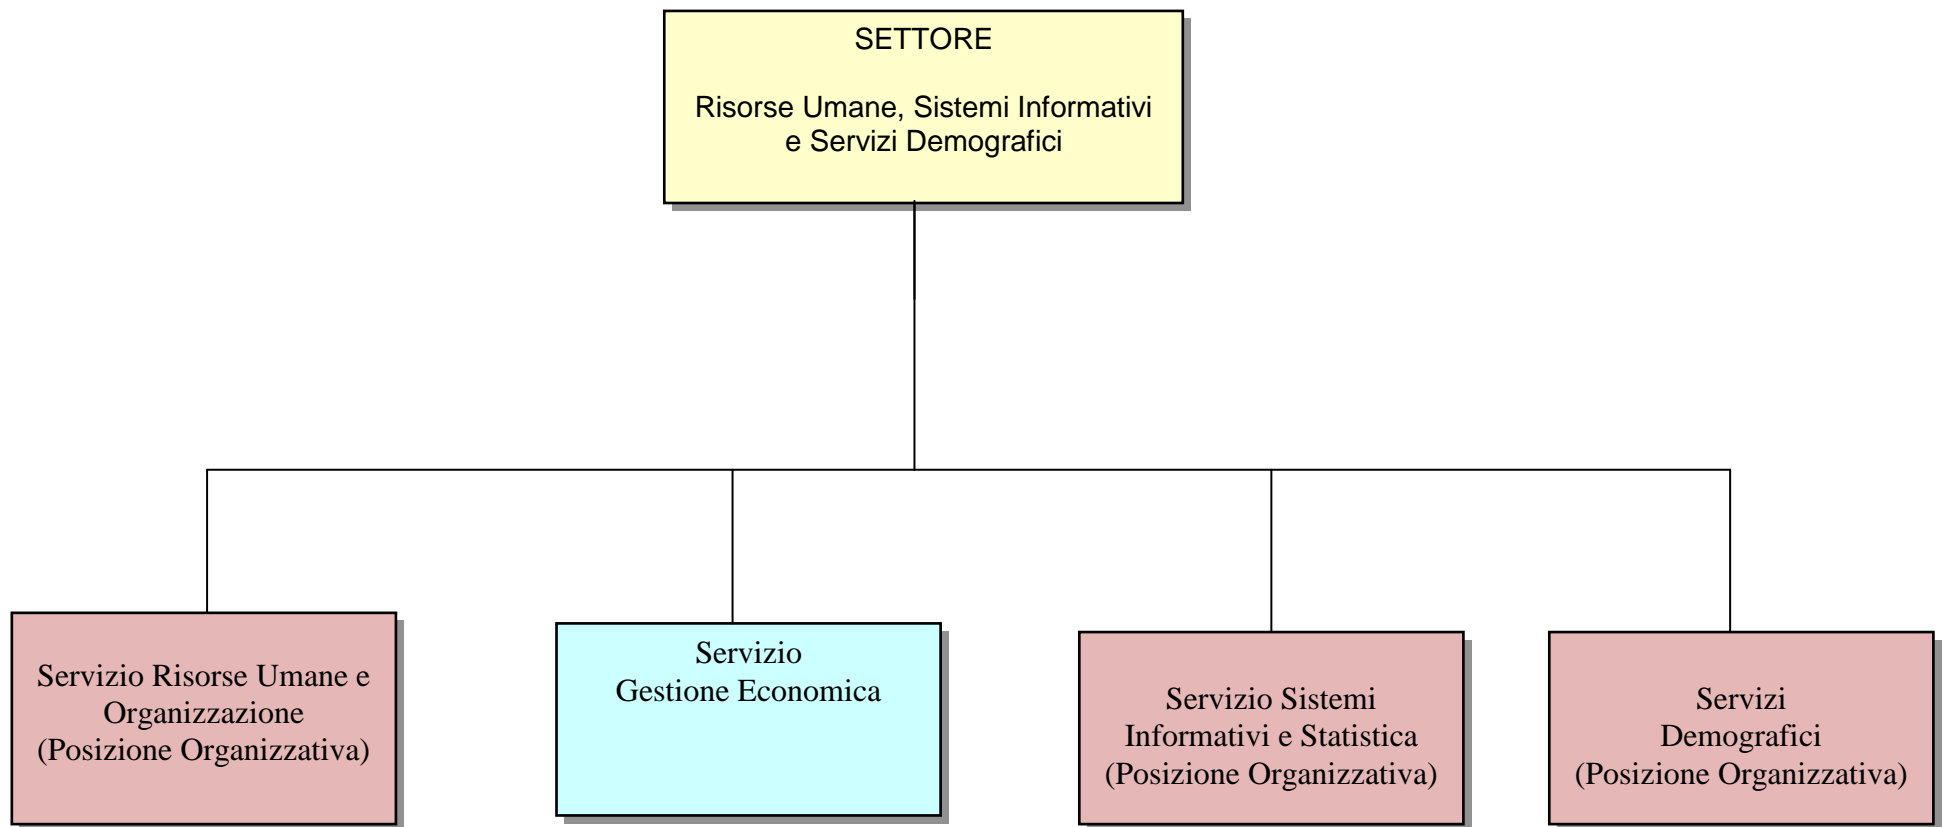 SETTORE
Risorse Umane, Sistemi Informativi
e Servizi Demografici
Servizio Risorse Umane e
Organizzazione
(Posizione Organizzativa)
Servizio
Gestione Economica
Servizio Sistemi
Informativi e Statistica
(Posizione Organizzativa)
Servizi
Demografici
(Posizione Organizzativa)